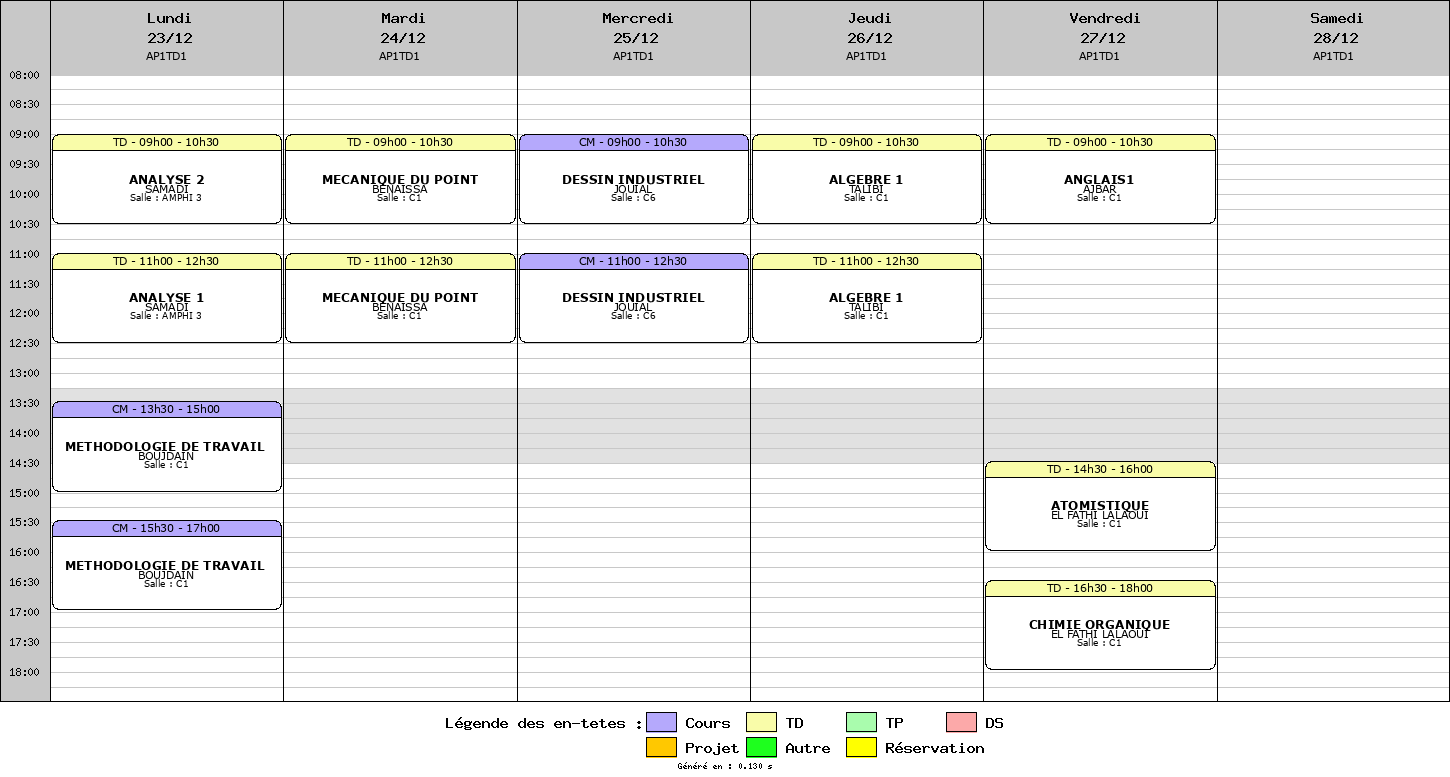 Lundi
23/12
AP1TD1
Mardi
24/12
AP1TD1
Mercredi
25/12
AP1TD1
Jeudi
26/12
AP1TD1
Vendredi
27/12
AP1TD1
Samedi
28/12
AP1TD1
08:00
08:30
09:00
09:30
10:00
10:30
11:00
11:30
12:00
12:30
13:00
13:30
14:00
14:30
15:00
15:30
16:00
16:30
17:00
17:30
18:00
TD - 09h00 - 10h30
ANALYSE 2
SAMADI
Salle : AMPHI 3
TD - 11h00 - 12h30
ANALYSE 1
SAMADI
Salle : AMPHI 3
CM - 13h30 - 15h00
METHODOLOGIE DE TRAVAIL
BOUJDAIN
Salle : C1
CM - 15h30 - 17h00
METHODOLOGIE DE TRAVAIL
BOUJDAIN
Salle : C1
TD - 09h00 - 10h30
MECANIQUE DU POINT
BENAISSA
Salle : C1
TD - 11h00 - 12h30
MECANIQUE DU POINT
BENAISSA
Salle : C1
CM - 09h00 - 10h30
DESSIN INDUSTRIEL
JOUIAL
Salle : C6
CM - 11h00 - 12h30
DESSIN INDUSTRIEL
JOUIAL
Salle : C6
TD - 09h00 - 10h30
ALGEBRE 1
TALIBI
Salle : C1
TD - 11h00 - 12h30
ALGEBRE 1
TALIBI
Salle : C1
TD - 09h00 - 10h30
ANGLAIS1
AJBAR
Salle : C1
TD - 14h30 - 16h00
ATOMISTIQUE
EL FATHI LALAOUI
Salle : C1
TD - 16h30 - 18h00
CHIMIE ORGANIQUE
EL FATHI LALAOUI
Salle : C1
Légende des en-tetes : Cours TD TP DS
Projet Autre Réservation
Généré en : 0.130 s